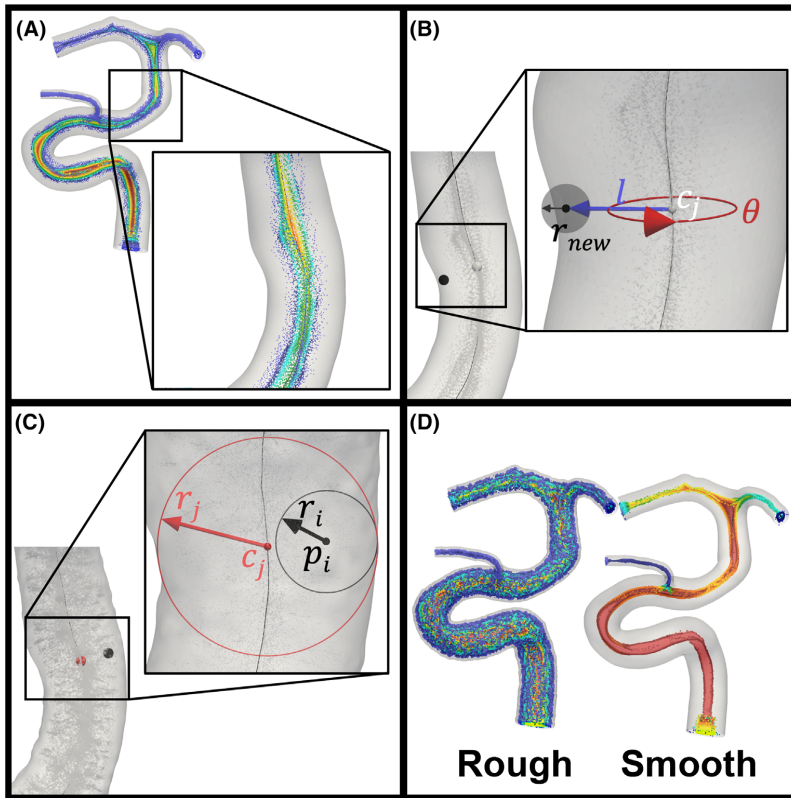 (A)
(B)
l
c_j
θ
r_new
(C)
r_j
r_i
c_j
p_i
(D)
Rough
Smooth